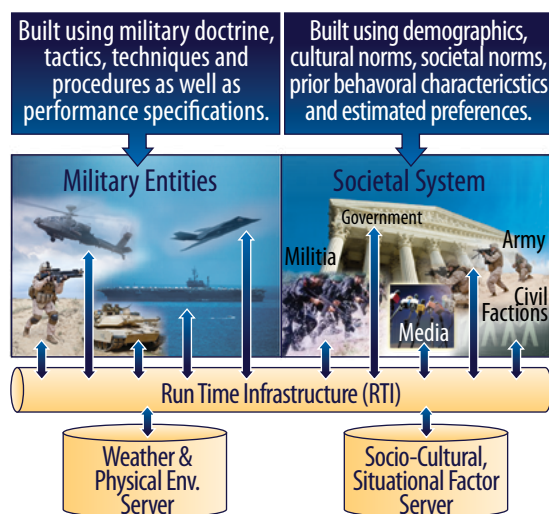 Built using military doctrine,
tactics, techniques and
procedures as well as
performance specifications.
Built using demographics,
cultural norms, societal norms,
prior behavoral charactericstics
and estimated preferences.
Military Entities
Societal System
Government
Militia
Army
Civil
Factions
Media
Run Time Infrastructure (RTI)
Weather &
Physical Env.
Server
Socio-Cultural,
Situational Factor
Server